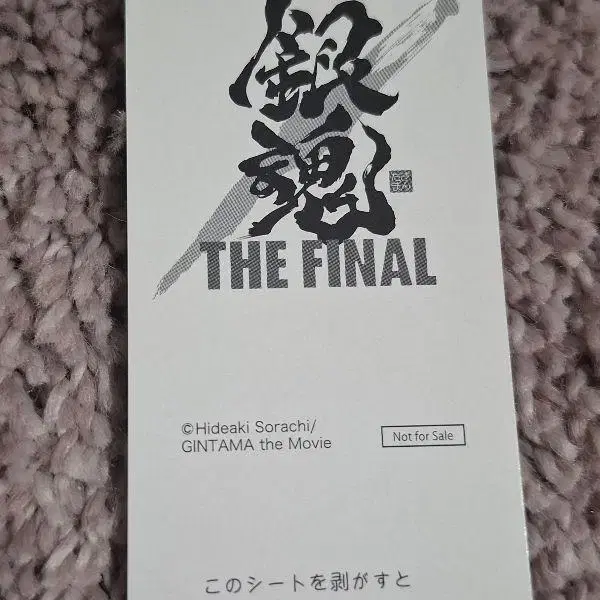 銀
魂
THE FINAL
©Hideaki Sorachi/
GINTAMA the Movie
Not for Sale
このシートを剥がすと